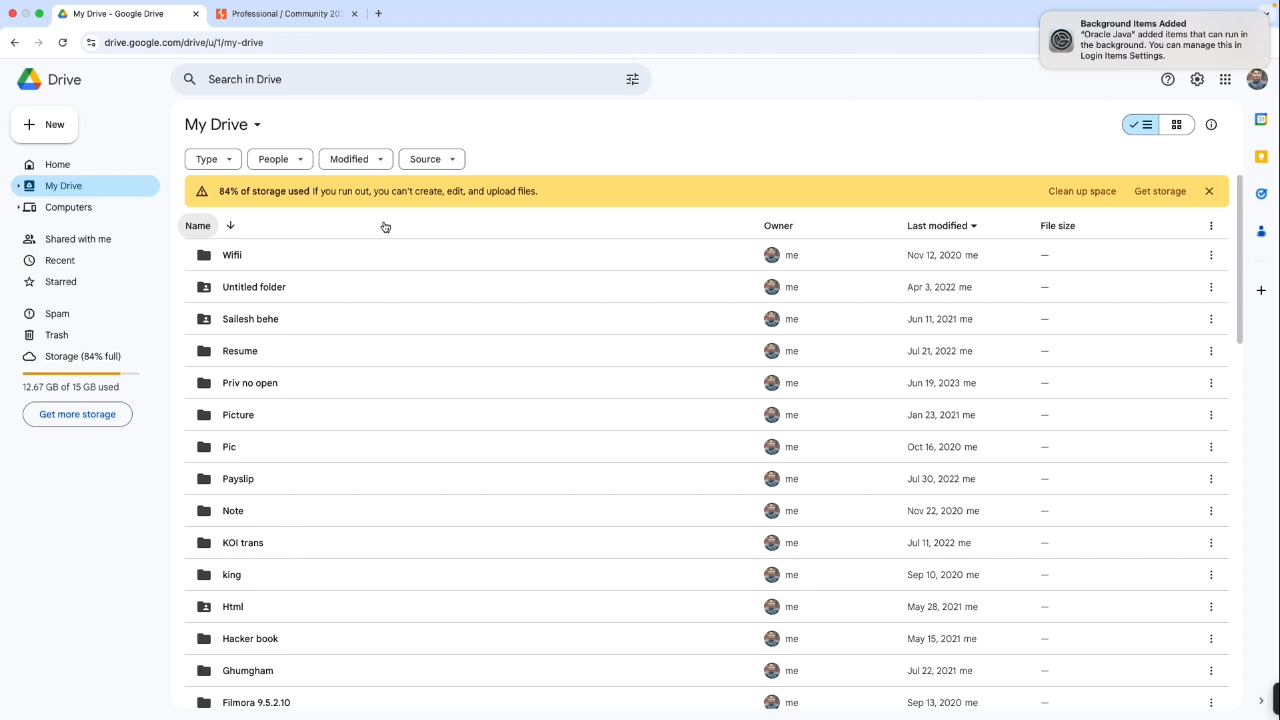 My Drive - Google Drive
Professional / Community 202
Background Items Added
"Oracle Java" added items that can run in
the background. You can manage this in
Login Items Settings.
drive.google.com/drive/u/1/my-drive
Drive
Search in Drive
New
Home
My Drive
Computers
Shared with me
Recent
Starred
Spam
Trash
Storage (84% full)
12.67 GB of 15 GB used
Get more storage
My Drive
Type People Modified Source
84% of storage used If you run out, you can't create, edit, and upload files. Clean up space Get storage
Name Owner Last modified File size
Wifii me Nov 12, 2020 me —
Untitled folder me Apr 3, 2022 me —
Sailesh behe me Jun 11, 2021 me —
Resume me Jul 21, 2022 me —
Priv no open me Jun 19, 2023 me —
Picture me Jan 23, 2021 me —
Pic me Oct 16, 2020 me —
Payslip me Jul 30, 2022 me —
Note me Nov 22, 2020 me —
KOI trans me Jul 11, 2022 me —
king me Sep 10, 2020 me —
Html me May 28, 2021 me —
Hacker book me May 15, 2021 me —
Ghumgham me Jul 22, 2021 me —
Filmora 9.5.2.10 me Sep 13, 2020 me —